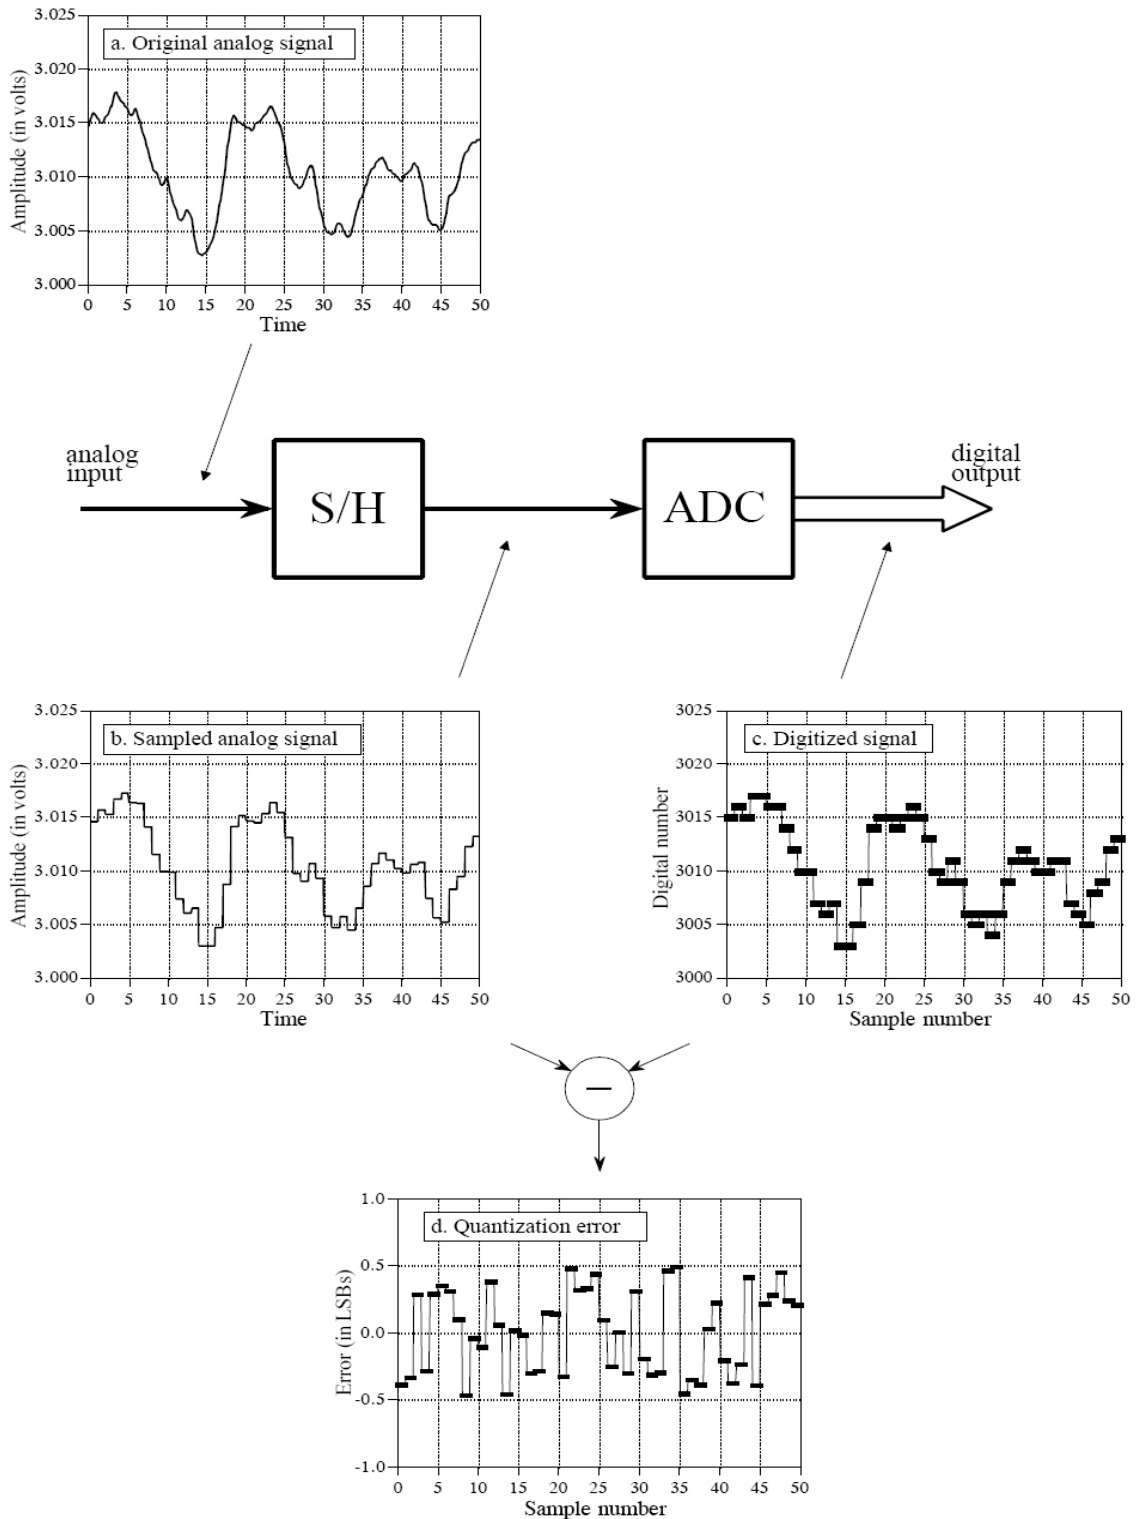 3.025
a. Original analog signal
3.020
3.015
3.010
3.005
3.000
Amplitude (in volts)
0 5 10 15 20 25 30 35 40 45 50
Time
analog
input
S/H
ADC
digital
output
3.025
b. Sampled analog signal
3.020
3.015
3.010
3.005
3.000
Amplitude (in volts)
0 5 10 15 20 25 30 35 40 45 50
Time
3025
c. Digitized signal
3020
3015
3010
3005
3000
Digital number
0 5 10 15 20 25 30 35 40 45 50
Sample number
1.0
d. Quantization error
0.5
0.0
-0.5
-1.0
Error (in LSBs)
0 5 10 15 20 25 30 35 40 45 50
Sample number